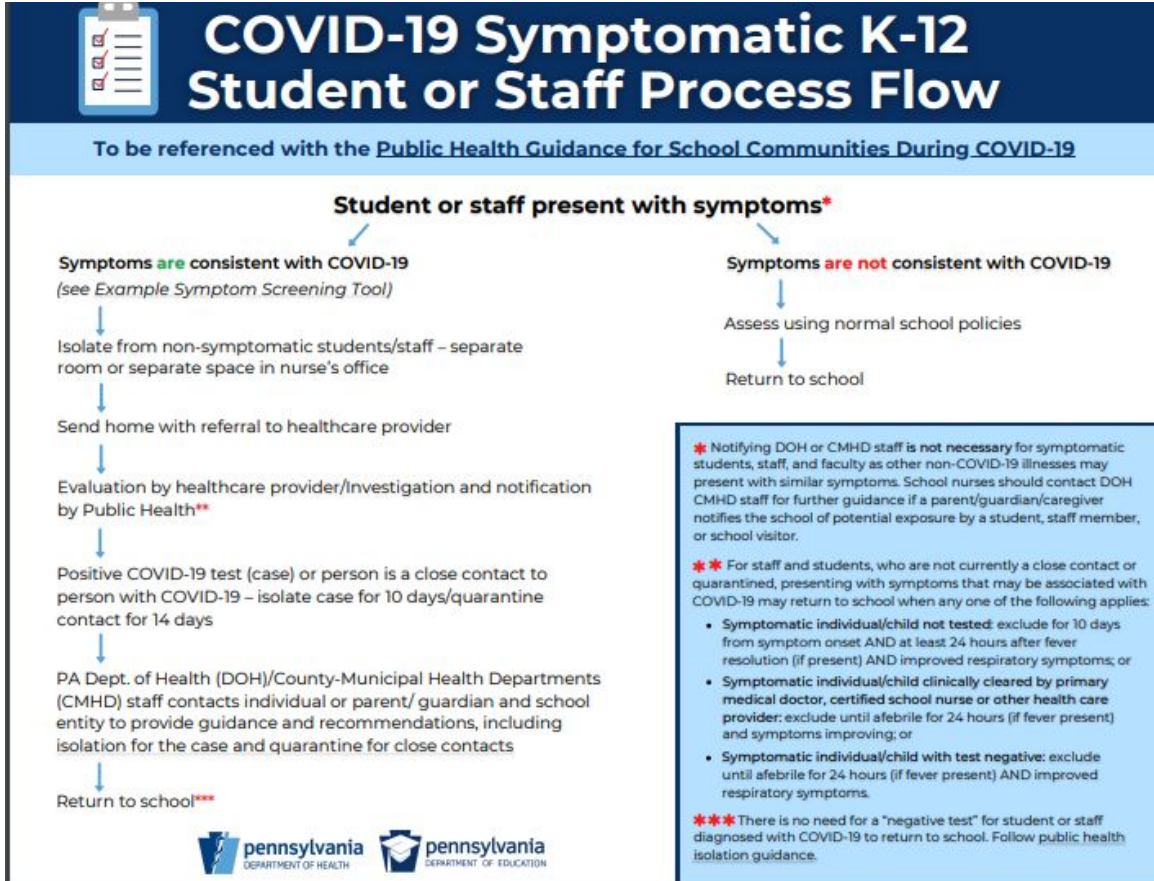 COVID-19 Symptomatic K-12
Student or Staff Process Flow
To be referenced with the Public Health Guidance for School Communities During COVID-19
Student or staff present with symptoms*
Symptoms are consistent with COVID-19
(see Example Symptom Screening Tool)
Isolate from non-symptomatic students/staff – separate
room or separate space in nurse's office
Send home with referral to healthcare provider
Evaluation by healthcare provider/Investigation and notification
by Public Health**
Positive COVID-19 test (case) or person is a close contact to
person with COVID-19 – isolate case for 10 days/quarantine
contact for 14 days
PA Dept. of Health (DOH)/County-Municipal Health Departments
(CMHD) staff contacts individual or parent/ guardian and school
entity to provide guidance and recommendations, including
isolation for the case and quarantine for close contacts
Return to school***
Symptoms are not consistent with COVID-19
Assess using normal school policies
Return to school
* Notifying DOH or CMHD staff is not necessary for symptomatic
students, staff, and faculty as other non-COVID-19 illnesses may
present with similar symptoms. School nurses should contact DOH
CMHD staff for further guidance if a parent/guardian/caregiver
notifies the school of potential exposure by a student, staff member,
or school visitor.
** For staff and students, who are not currently a close contact or
quarantined, presenting with symptoms that may be associated with
COVID-19 may return to school when any one of the following applies:
• Symptomatic individual/child not tested: exclude for 10 days
from symptom onset AND at least 24 hours after fever
resolution (if present) AND improved respiratory symptoms; or
• Symptomatic individual/child clinically cleared by primary
medical doctor, certified school nurse or other health care
provider: exclude until afebrile for 24 hours (if fever present)
and symptoms improving; or
• Symptomatic individual/child with test negative: exclude
until afebrile for 24 hours (if fever present) AND improved
respiratory symptoms.
*** There is no need for a "negative test" for student or staff
diagnosed with COVID-19 to return to school. Follow public health
isolation guidance.
pennsylvania
DEPARTMENT OF HEALTH
pennsylvania
DEPARTMENT OF EDUCATION